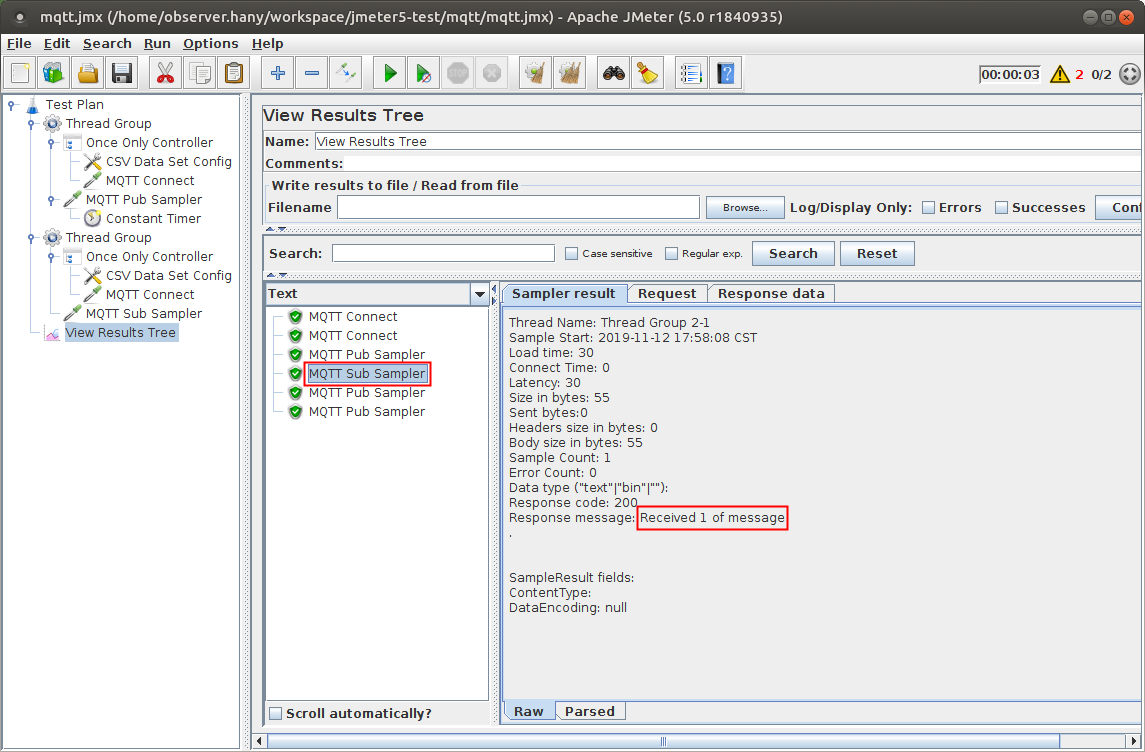 mqtt.jmx (/home/observer.hany/workspace/jmeter5-test/mqtt/mqtt.jmx) - Apache JMeter (5.0 r1840935)
File Edit Search Run Options Help
00:00:03 2 0/2
Test Plan
Thread Group
Once Only Controller
CSV Data Set Config
MQTT Connect
MQTT Pub Sampler
Constant Timer
Thread Group
Once Only Controller
CSV Data Set Config
MQTT Connect
MQTT Sub Sampler
View Results Tree
View Results Tree
Name: View Results Tree
Comments:
Write results to file / Read from file
Filename Browse... Log/Display Only: Errors Successes Conf
Search: Case sensitive Regular exp. Search Reset
Text
MQTT Connect
MQTT Connect
MQTT Pub Sampler
MQTT Sub Sampler
MQTT Pub Sampler
MQTT Pub Sampler
Scroll automatically?
Sampler result Request Response data
Thread Name: Thread Group 2-1
Sample Start: 2019-11-12 17:58:08 CST
Load time: 30
Connect Time: 0
Latency: 30
Size in bytes: 55
Sent bytes:0
Headers size in bytes: 0
Body size in bytes: 55
Sample Count: 1
Error Count: 0
Data type ("text"|"bin"|""):
Response code: 200
Response message: Received 1 of message
.
SampleResult fields:
ContentType:
DataEncoding: null
Raw Parsed